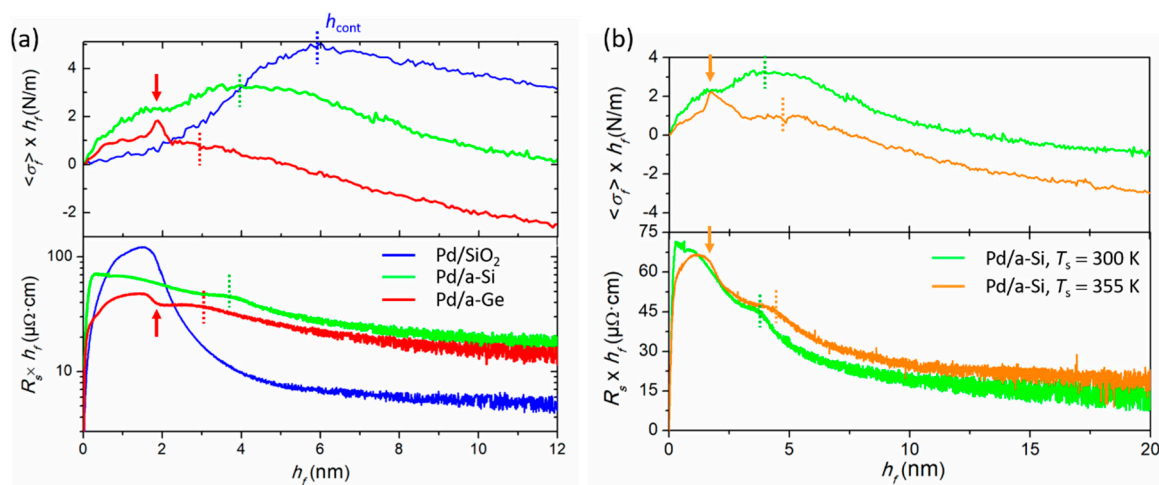 (a)
h_cont
<σ_f> x h_f (N/m)
4
2
0
-2
R_s x h_f (μΩ·cm)
100
10
Pd/SiO₂
Pd/a-Si
Pd/a-Ge
0 2 4 6 8 10 12
h_f (nm)
(b)
<σ_f> x h_f (N/m)
4
2
0
2
4
R_s x h_f (μΩ·cm)
75
60
45
30
15
0
Pd/a-Si, T_s = 300 K
Pd/a-Si, T_s = 355 K
0 5 10 15 20
h_f (nm)